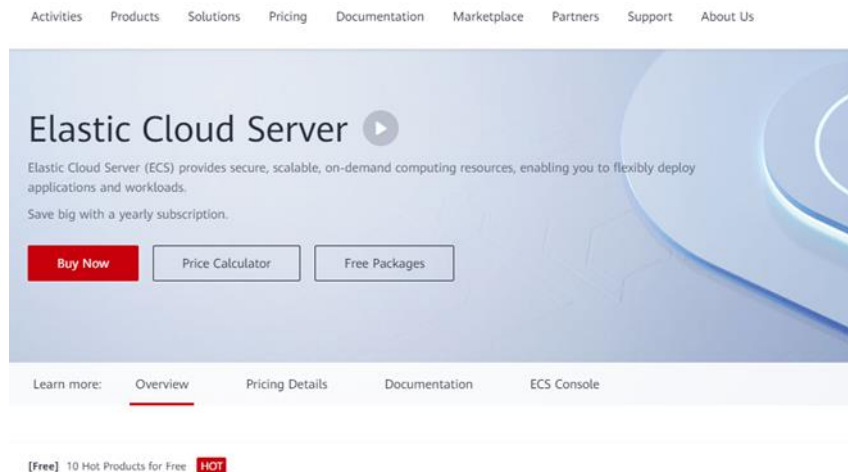 Activities Products Solutions Pricing Documentation Marketplace Partners Support About Us
Elastic Cloud Server
Elastic Cloud Server (ECS) provides secure, scalable, on-demand computing resources, enabling you to flexibly deploy
applications and workloads.
Save big with a yearly subscription.
Buy Now Price Calculator Free Packages
Learn more: Overview Pricing Details Documentation ECS Console
[Free] 10 Hot Products for Free HOT